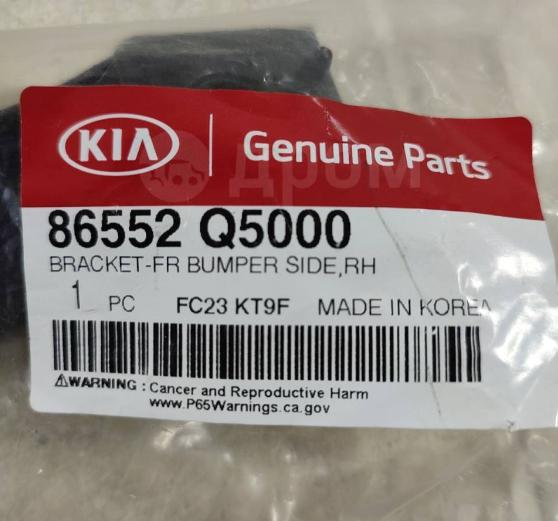 KIA
Genuine Parts
дром
86552 Q5000
BRACKET-FR BUMPER SIDE,RH
1 PC FC23 KT9F MADE IN KOREA
⚠WARNING : Cancer and Reproductive Harm
www.P65Warnings.ca.gov